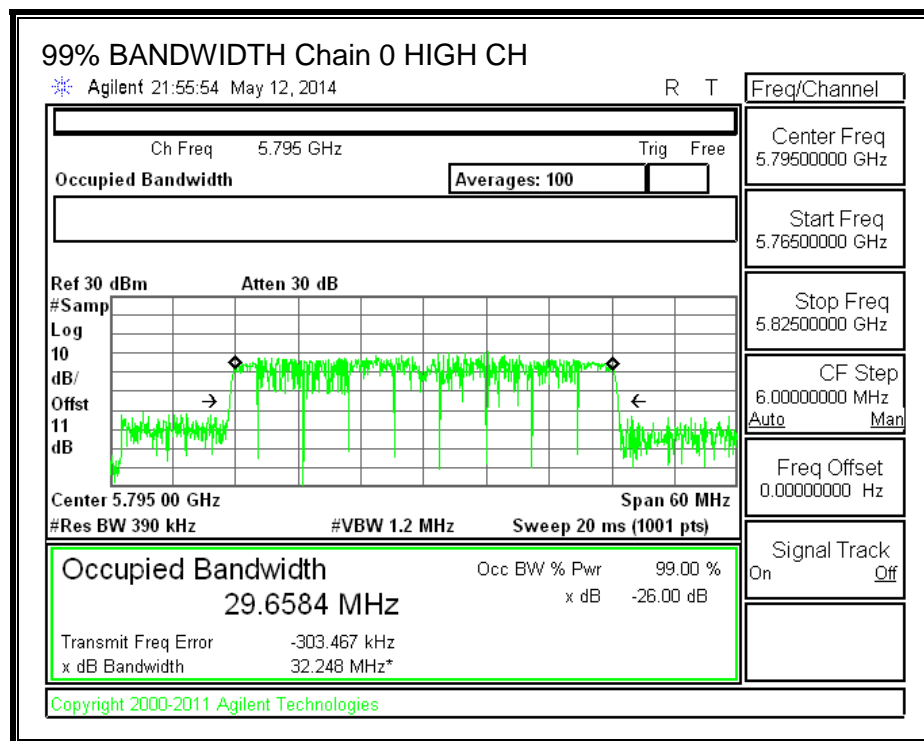 99% BANDWIDTH Chain 0 HIGH CH
Agilent 21:55:54 May 12, 2014 R T
Freq/Channel
Ch Freq 5.795 GHz Trig Free
Occupied Bandwidth Averages: 100
Center Freq
5.79500000 GHz
Start Freq
5.76500000 GHz
Stop Freq
5.82500000 GHz
CF Step
6.00000000 MHz
Auto Man
Freq Offset
0.00000000 Hz
Signal Track
On Off
Ref 30 dBm Atten 30 dB
#Samp
Log
10
dB/
Offst
11
dB
Center 5.795 00 GHz Span 60 MHz
#Res BW 390 kHz #VBW 1.2 MHz Sweep 20 ms (1001 pts)
Occupied Bandwidth Occ BW % Pwr 99.00 %
29.6584 MHz x dB -26.00 dB
Transmit Freq Error -303.467 kHz
x dB Bandwidth 32.248 MHz*
Copyright 2000-2011 Agilent Technologies